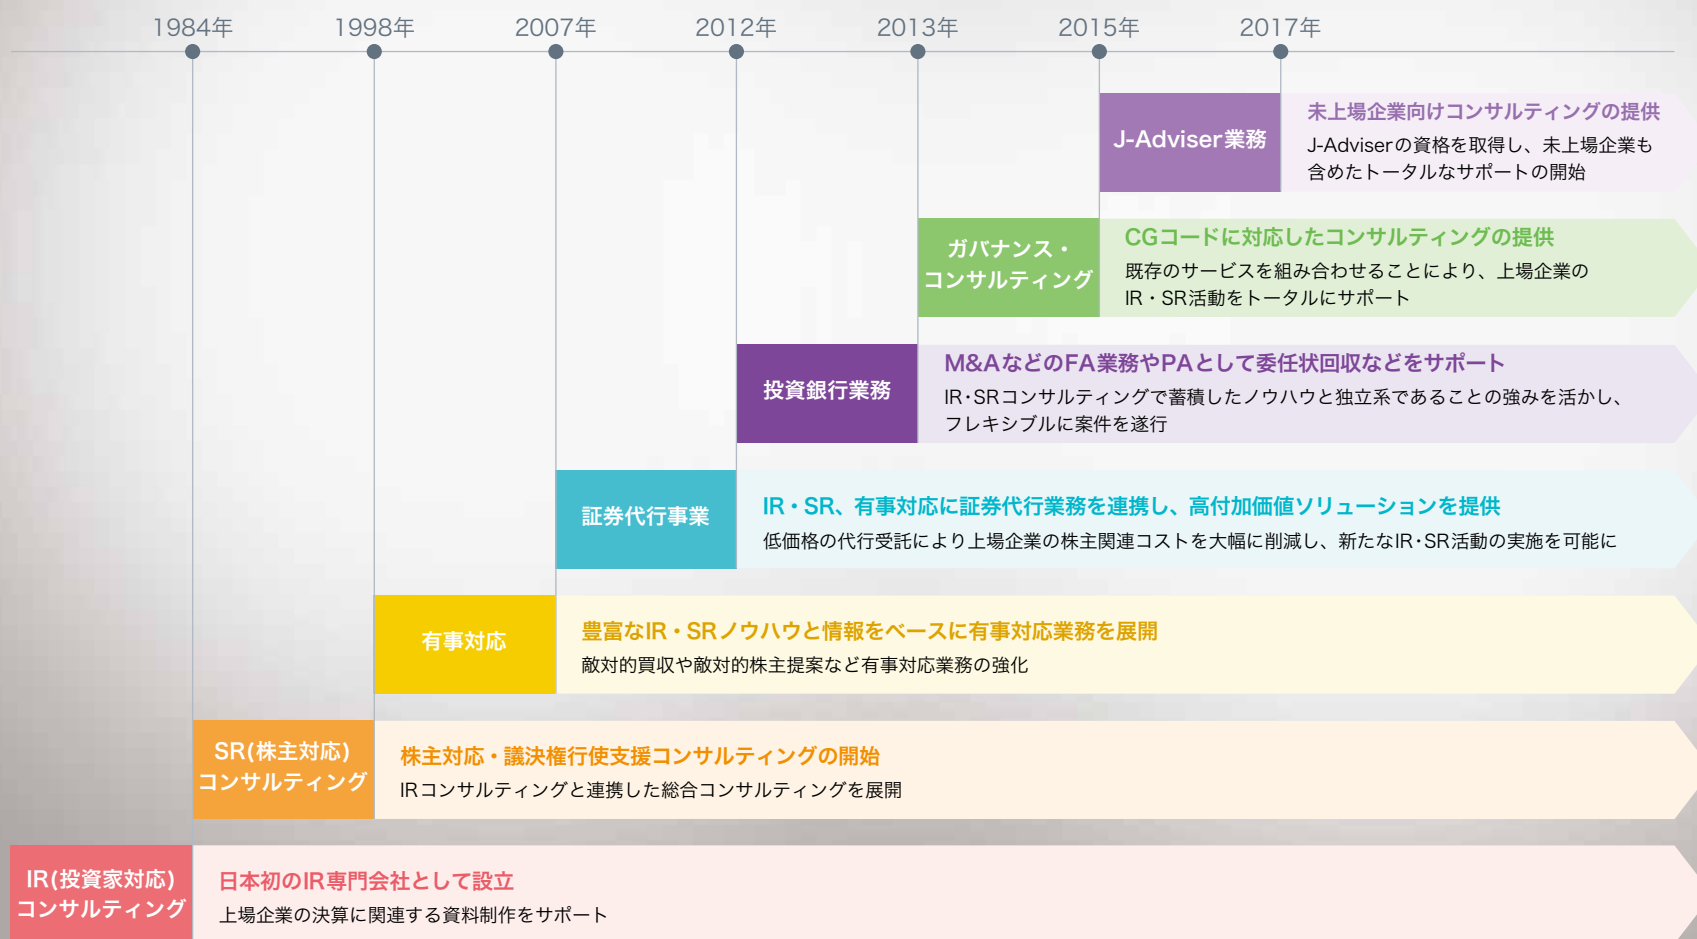 1984年
1998年
2007年
2012年
2013年
2015年
2017年
J-Adviser業務
未上場企業向けコンサルティングの提供
J-Adviserの資格を取得し、未上場企業も
含めたトータルなサポートの開始
ガバナンス・
コンサルティング
CGコードに対応したコンサルティングの提供
既存のサービスを組み合わせることにより、上場企業の
IR・SR活動をトータルにサポート
投資銀行業務
M&AなどのFA業務やPAとして委任状回収などをサポート
IR・SRコンサルティングで蓄積したノウハウと独立系であることの強みを活かし、
フレキシブルに案件を遂行
証券代行事業
IR・SR、有事対応に証券代行業務を連携し、高付加価値ソリューションを提供
低価格の代行受託により上場企業の株主関連コストを大幅に削減し、新たなIR・SR活動の実施を可能に
有事対応
豊富なIR・SRノウハウと情報をベースに有事対応業務を展開
敵対的買収や敵対的株主提案など有事対応業務の強化
SR(株主対応)
コンサルティング
株主対応・議決権行使支援コンサルティングの開始
IRコンサルティングと連携した総合コンサルティングを展開
IR(投資家対応)
コンサルティング
日本初のIR専門会社として設立
上場企業の決算に関連する資料制作をサポート